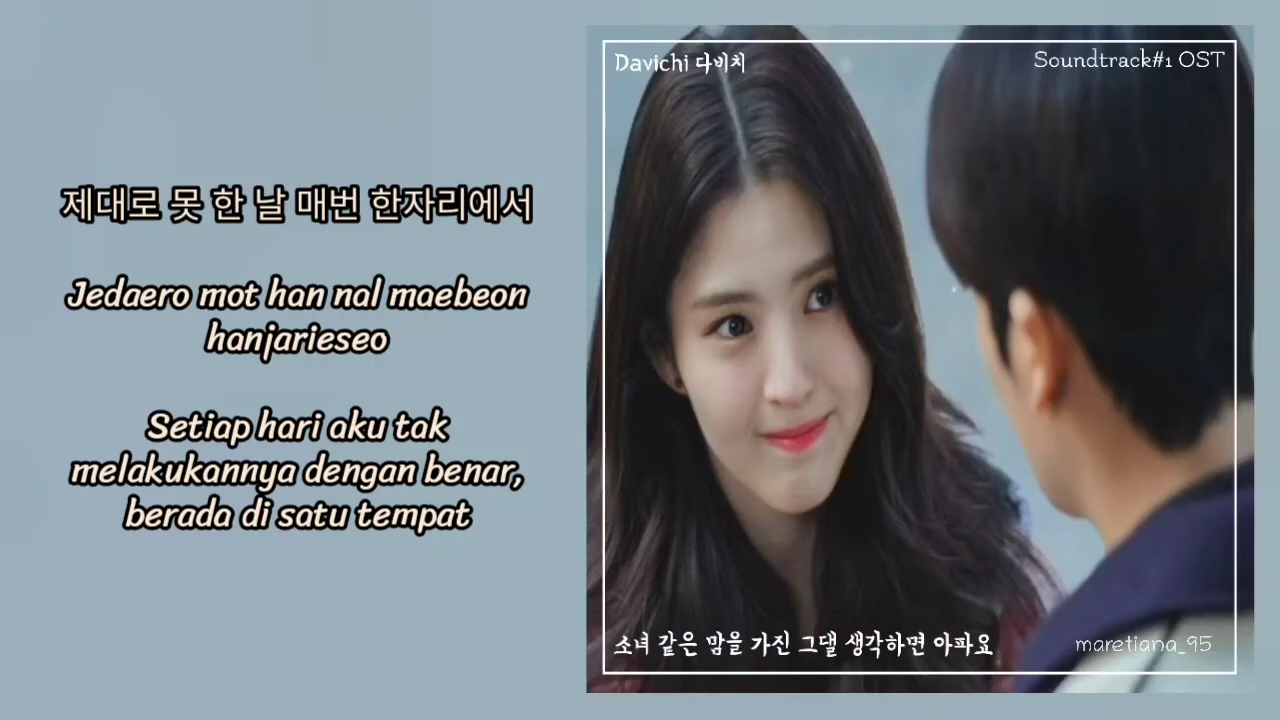 제대로 못 한 날 매번 한자리에서
Jedaero mot han nal maebeon
hanjarieseo
Setiap hari aku tak
melakukannya dengan benar,
berada di satu tempat
Davichi 다비치
Soundtrack#1 OST
소녀 같은 맘을 가진 그댈 생각하면 아파요
maretiana_95